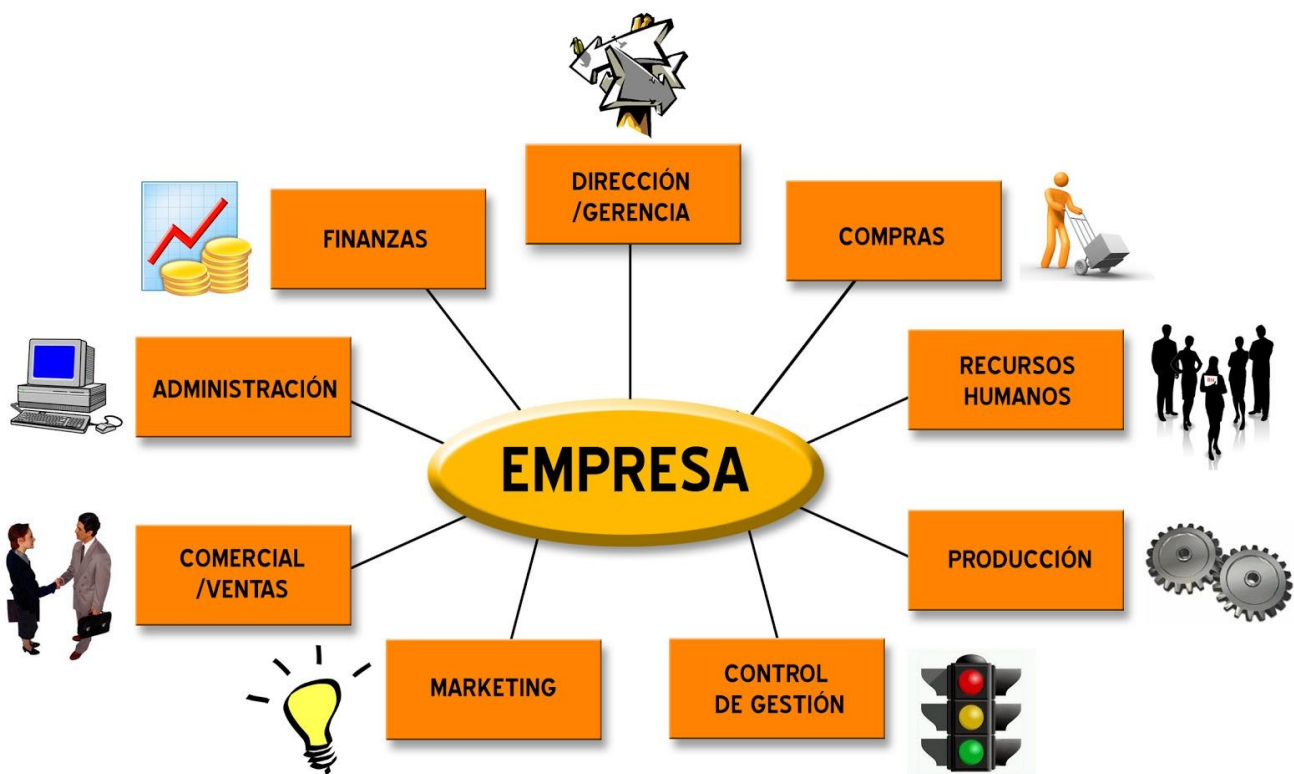 DIRECCIÓN
/GERENCIA
FINANZAS
COMPRAS
ADMINISTRACIÓN
RECURSOS
HUMANOS
EMPRESA
COMERCIAL
/VENTAS
PRODUCCIÓN
MARKETING
CONTROL
DE GESTIÓN